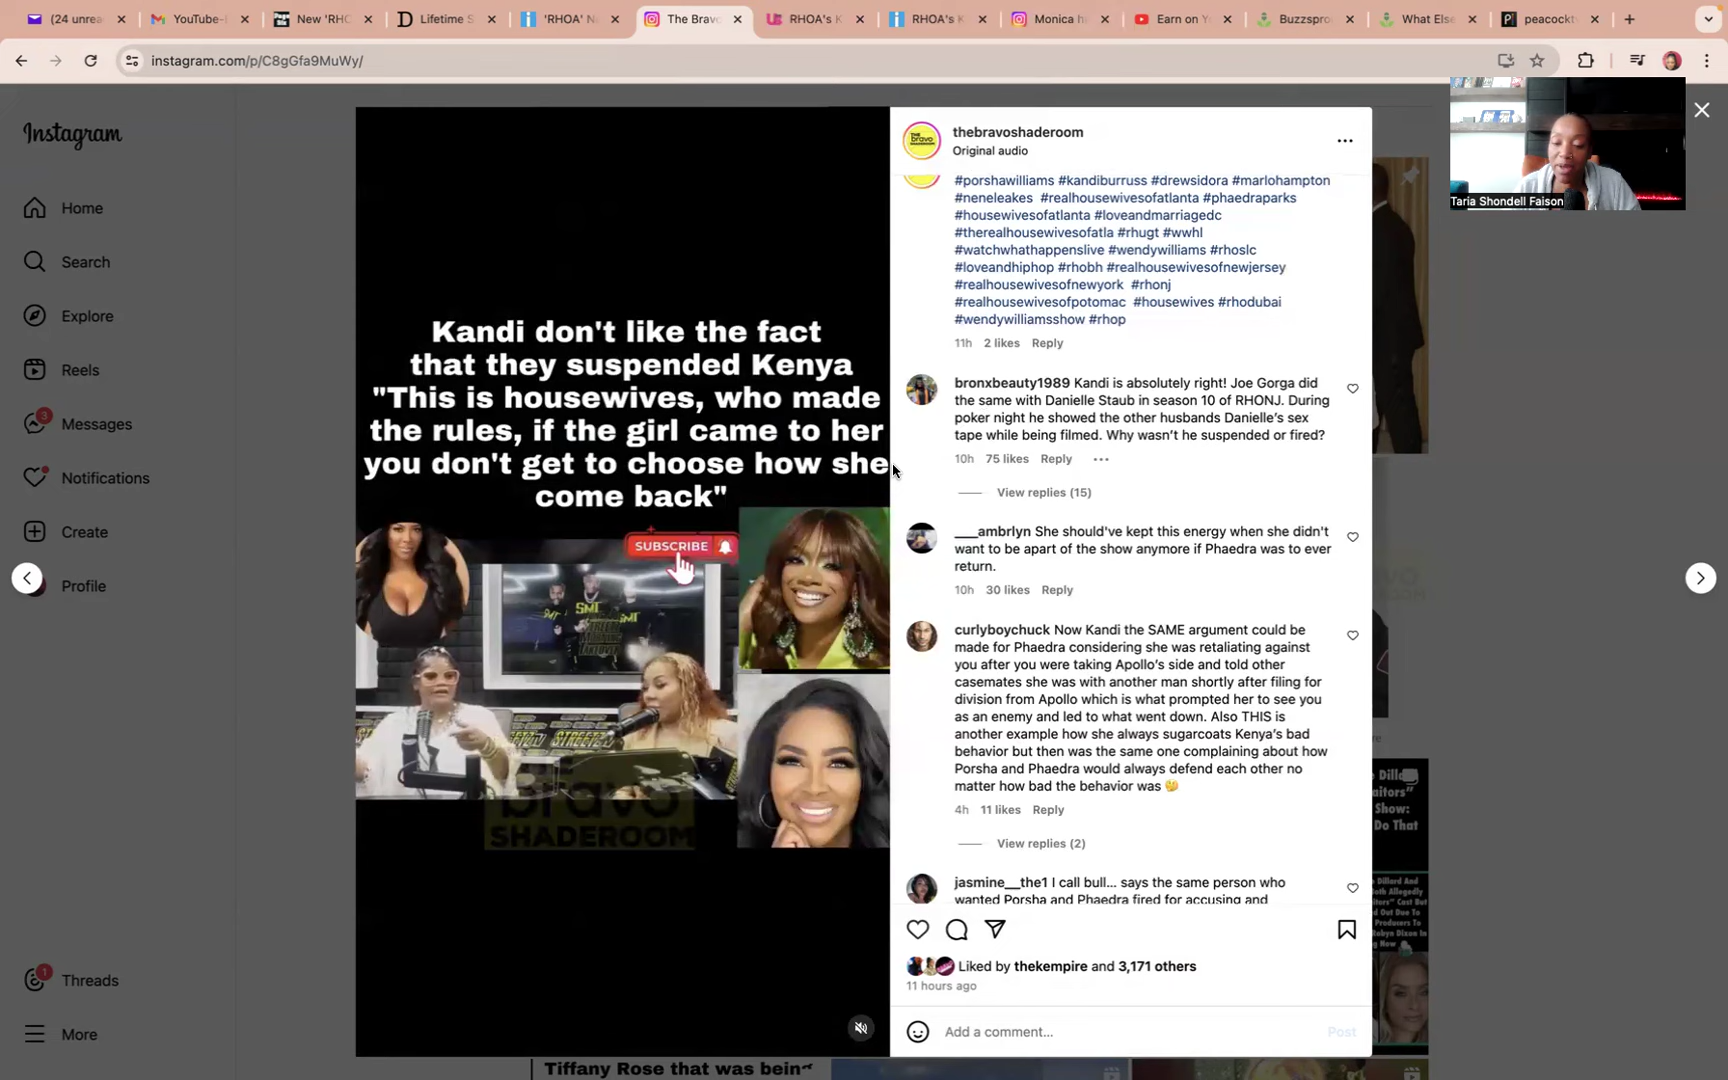 (24 unrea
YouTube-
New 'RHC
Lifetime S
'RHOA' N
The Brav
RHOA's K
RHOA's K
Monica h
Earn on Y
Buzzspro
What Else
peacockt
instagram.com/p/C8gGfa9MuWy/
Instagram
Home
Search
Explore
Reels
3
Messages
Notifications
Create
Profile
1
Threads
More
Kandi don't like the fact
that they suspended Kenya
"This is housewives, who made
the rules, if the girl came to her
you don't get to choose how she
come back"
SUBSCRIBE
SMT
STREETZ
bravo
SHADEROOM
thebravoshaderoom
Original audio
#porshawilliams #kandiburruss #drewsidora #marlohampton
#neneleakes #realhousewivesofatlanta #phaedraparks
#housewivesofatlanta #loveandmarriagedc
#therealhousewivesofatla #rhugt #wwhl
#watchwhathappenslive #wendywilliams #rhoslc
#loveandhiphop #rhobh #realhousewivesofnewjersey
#realhousewivesofnewyork #rhonj
#realhousewivesofpotomac #housewives #rhodubai
#wendywilliamsshow #rhop
11h 2 likes Reply
bronxbeauty1989 Kandi is absolutely right! Joe Gorga did
the same with Danielle Staub in season 10 of RHONJ. During
poker night he showed the other husbands Danielle's sex
tape while being filmed. Why wasn't he suspended or fired?
10h 75 likes Reply
View replies (15)
___ambrlyn She should've kept this energy when she didn't
want to be apart of the show anymore if Phaedra was to ever
return.
10h 30 likes Reply
curlyboychuck Now Kandi the SAME argument could be
made for Phaedra considering she was retaliating against
you after you were taking Apollo's side and told other
casemates she was with another man shortly after filing for
division from Apollo which is what prompted her to see you
as an enemy and led to what went down. Also THIS is
another example how she always sugarcoats Kenya's bad
behavior but then was the same one complaining about how
Porsha and Phaedra would always defend each other no
matter how bad the behavior was 🤔
4h 11 likes Reply
View replies (2)
jasmine__the1 I call bull... says the same person who
wanted Porsha and Phaedra fired for accusing and
Liked by thekempire and 3,171 others
11 hours ago
Add a comment...
Post
Taria Shondell Faison
Tiffany Rose that was bein